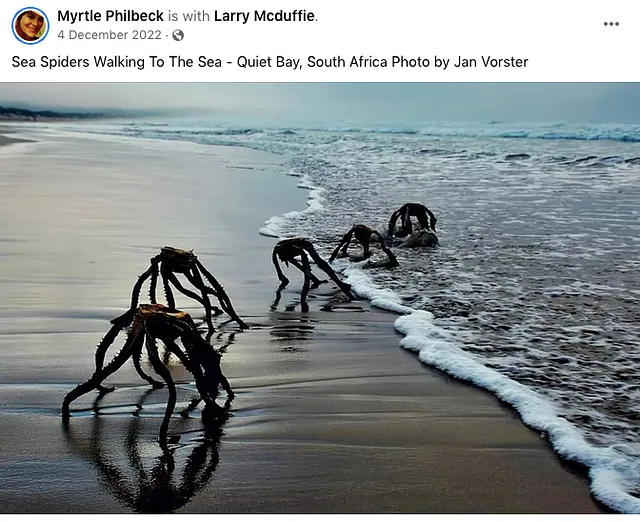 Myrtle Philbeck is with Larry Mcduffie.
4 December 2022 ·
Sea Spiders Walking To The Sea - Quiet Bay, South Africa Photo by Jan Vorster